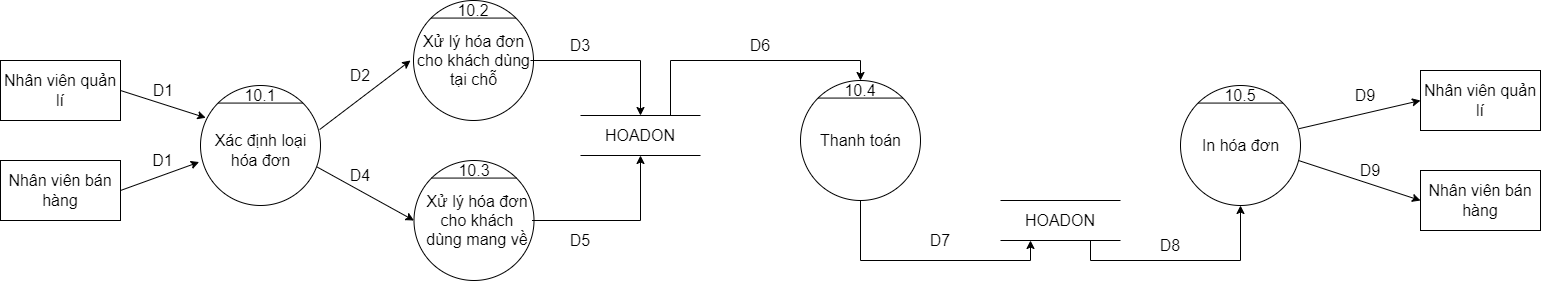 Nhân viên quản
lí
D1
Nhân viên bán
hàng
D1
10.1
Xác định loại
hóa đơn
D2
D4
10.2
Xử lý hóa đơn
cho khách dùng
tại chỗ
10.3
Xử lý hóa đơn
cho khách
dùng mang về
D3
D5
HOADON
D6
10.4
Thanh toán
D7
HOADON
D8
10.5
In hóa đơn
D9
D9
Nhân viên quản
lí
Nhân viên bán
hàng